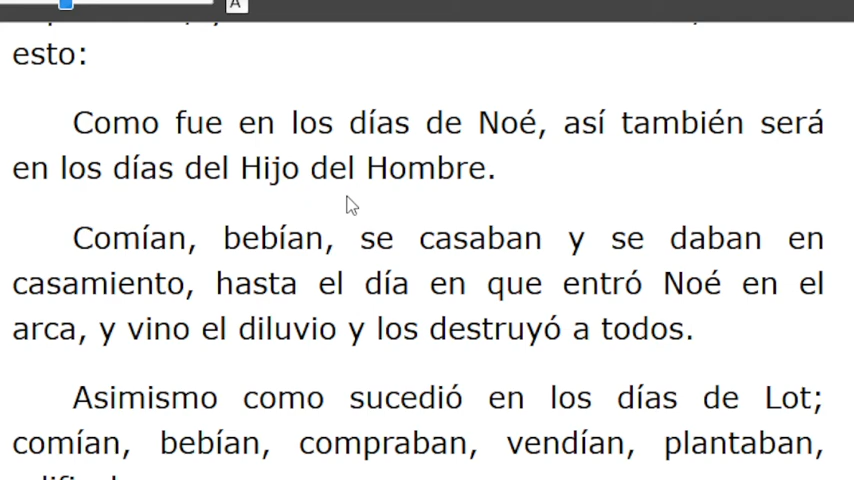 A
esto:
Como fue en los días de Noé, así también será
en los días del Hijo del Hombre.
Comían, bebían, se casaban y se daban en
casamiento, hasta el día en que entró Noé en el
arca, y vino el diluvio y los destruyó a todos.
Asimismo como sucedió en los días de Lot;
comían, bebían, compraban, vendían, plantaban,